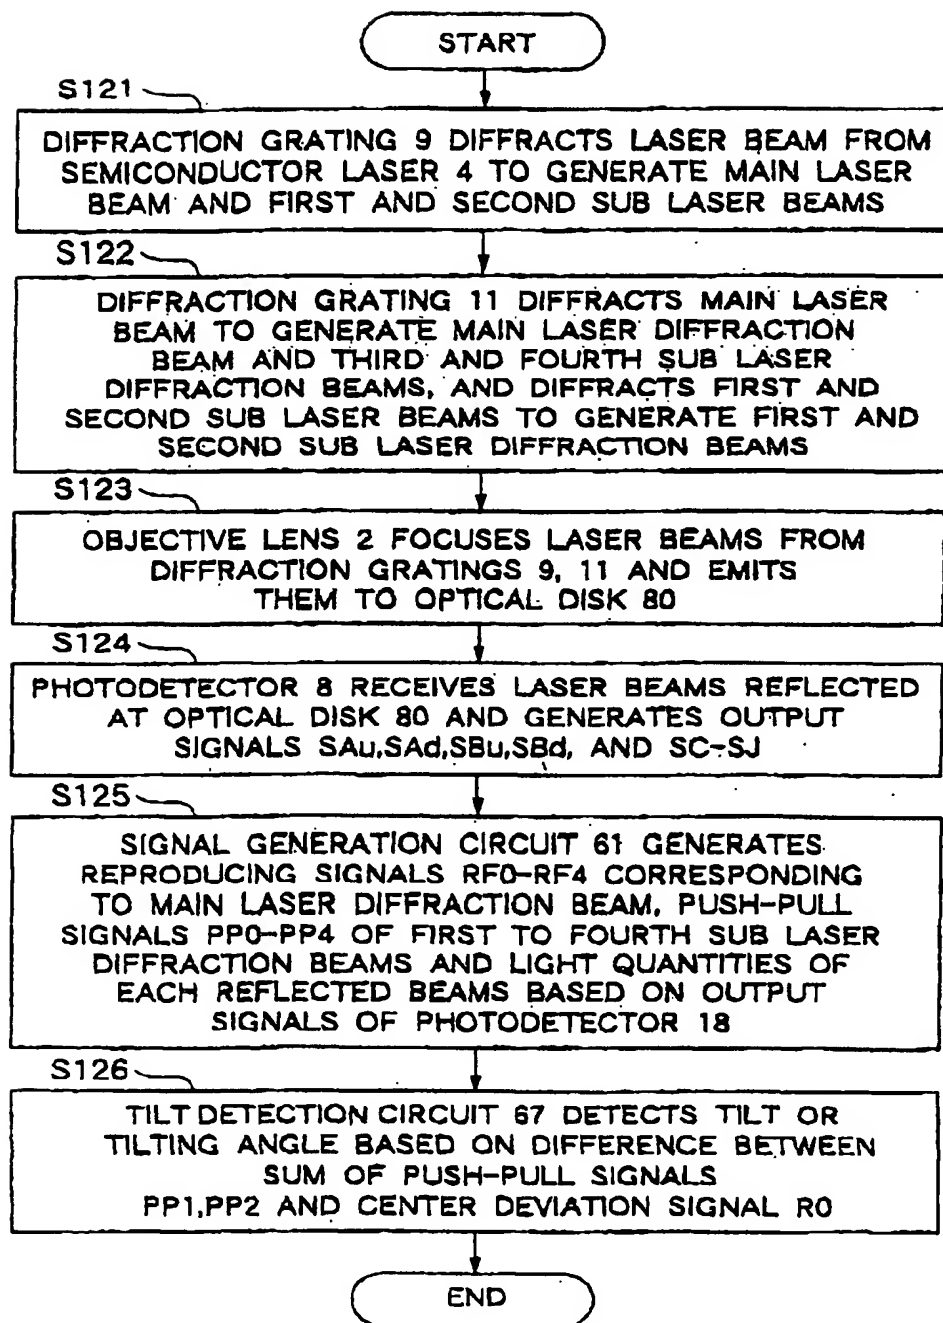 START
S121
DIFFRACTION GRATING 9 DIFFRACTS LASER BEAM FROM
SEMICONDUCTOR LASER 4 TO GENERATE MAIN LASER
BEAM AND FIRST AND SECOND SUB LASER BEAMS
S122
DIFFRACTION GRATING 11 DIFFRACTS MAIN LASER
BEAM TO GENERATE MAIN LASER DIFFRACTION
BEAM AND THIRD AND FOURTH SUB LASER
DIFFRACTION BEAMS, AND DIFFRACTS FIRST AND
SECOND SUB LASER BEAMS TO GENERATE FIRST AND
SECOND SUB LASER DIFFRACTION BEAMS
S123
OBJECTIVE LENS 2 FOCUSES LASER BEAMS FROM
DIFFRACTION GRATINGS 9, 11 AND EMITS
THEM TO OPTICAL DISK 80
S124
PHOTODETECTOR 8 RECEIVES LASER BEAMS REFLECTED
AT OPTICAL DISK 80 AND GENERATES OUTPUT
SIGNALS SAu,SAd,SBu,SBd, AND SC-SJ
S125
SIGNAL GENERATION CIRCUIT 61 GENERATES
REPRODUCING SIGNALS RF0-RF4 CORRESPONDING
TO MAIN LASER DIFFRACTION BEAM, PUSH-PULL
SIGNALS PP0-PP4 OF FIRST TO FOURTH SUB LASER
DIFFRACTION BEAMS AND LIGHT QUANTITIES OF
EACH REFLECTED BEAMS BASED ON OUTPUT
SIGNALS OF PHOTODETECTOR 18
S126
TILT DETECTION CIRCUIT 67 DETECTS TILT OR
TILTING ANGLE BASED ON DIFFERENCE BETWEEN
SUM OF PUSH-PULL SIGNALS
PP1,PP2 AND CENTER DEVIATION SIGNAL R0
END